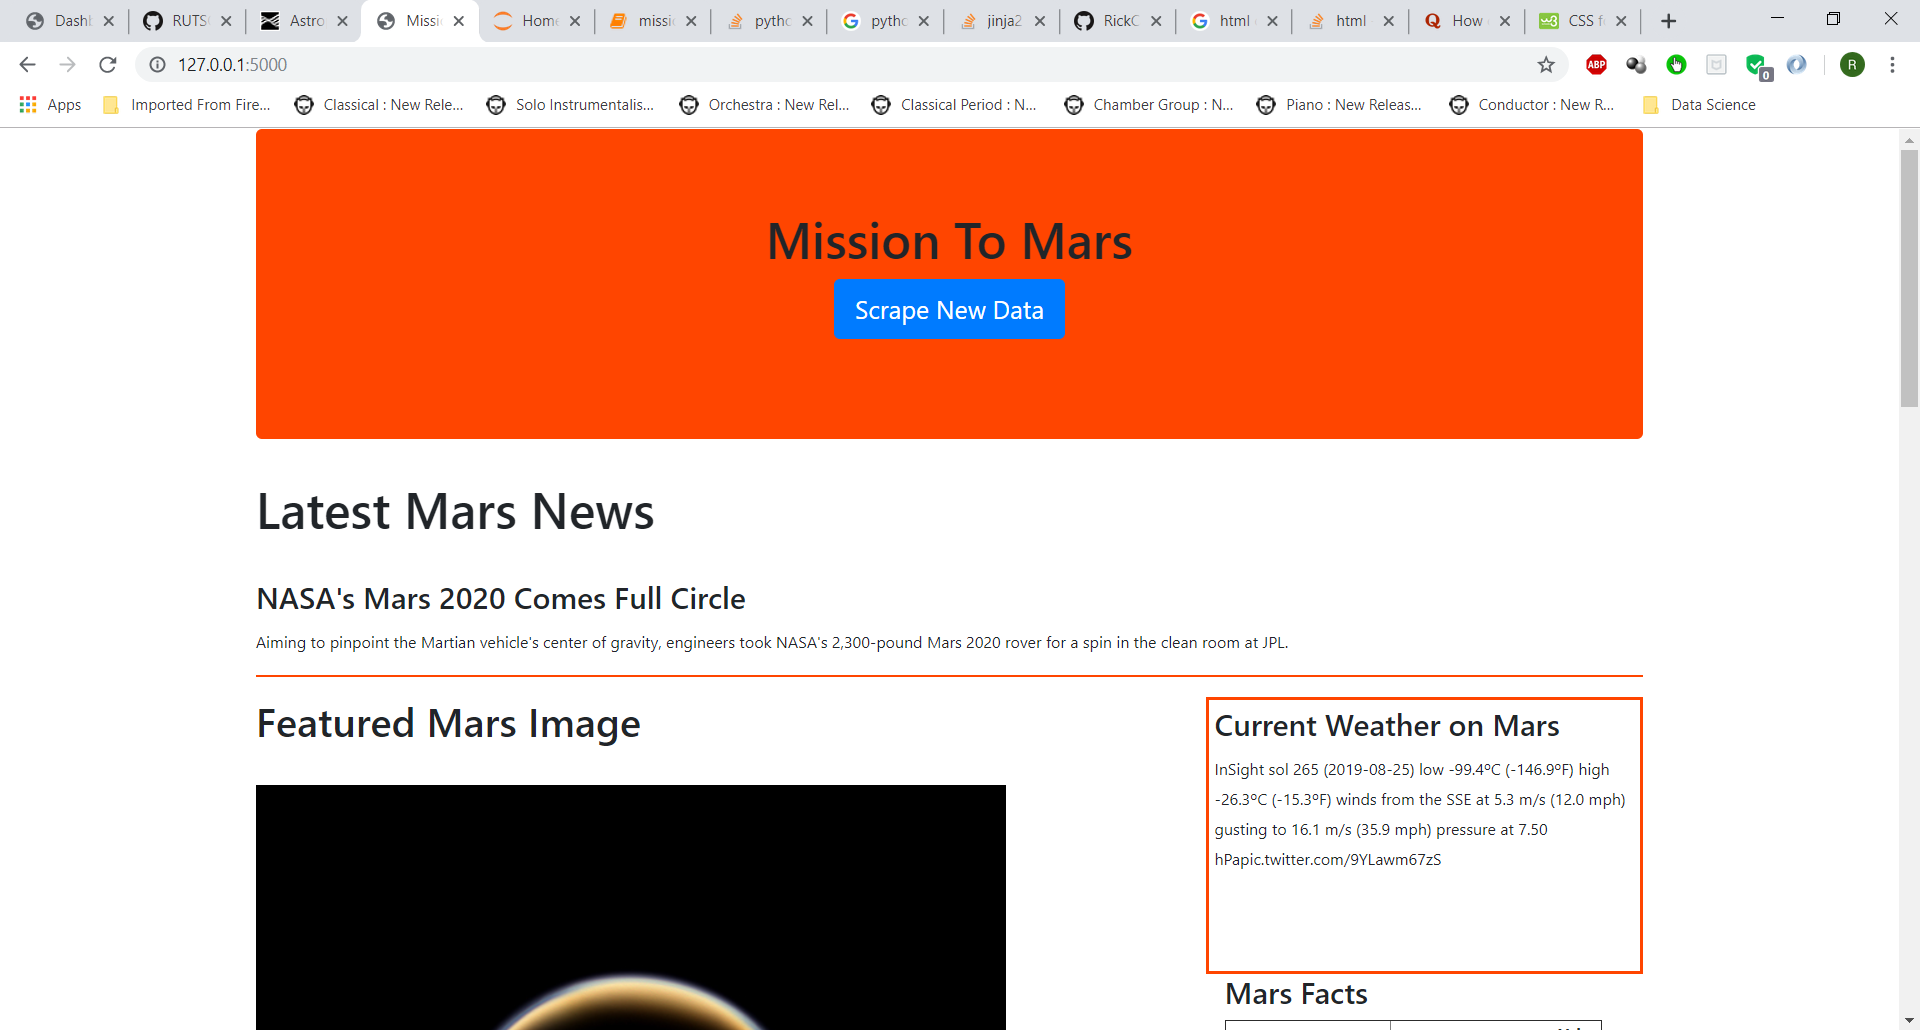 Dashb
RUTS
Astro
Missi
Home
missi
pytho
pytho
jinja2
RickC
html
html
How
CSS f
127.0.0.1:5000
ABP
0
R
Apps
Imported From Fire...
Classical : New Rele...
Solo Instrumentalis...
Orchestra : New Rel...
Classical Period : N...
Chamber Group : N...
Piano : New Releas...
Conductor : New R...
Data Science
Mission To Mars
Scrape New Data
Latest Mars News
NASA's Mars 2020 Comes Full Circle
Aiming to pinpoint the Martian vehicle's center of gravity, engineers took NASA's 2,300-pound Mars 2020 rover for a spin in the clean room at JPL.
Featured Mars Image
Current Weather on Mars
InSight sol 265 (2019-08-25) low -99.4ºC (-146.9ºF) high
-26.3ºC (-15.3ºF) winds from the SSE at 5.3 m/s (12.0 mph)
gusting to 16.1 m/s (35.9 mph) pressure at 7.50
hPapic.twitter.com/9YLawm67zS
Mars Facts